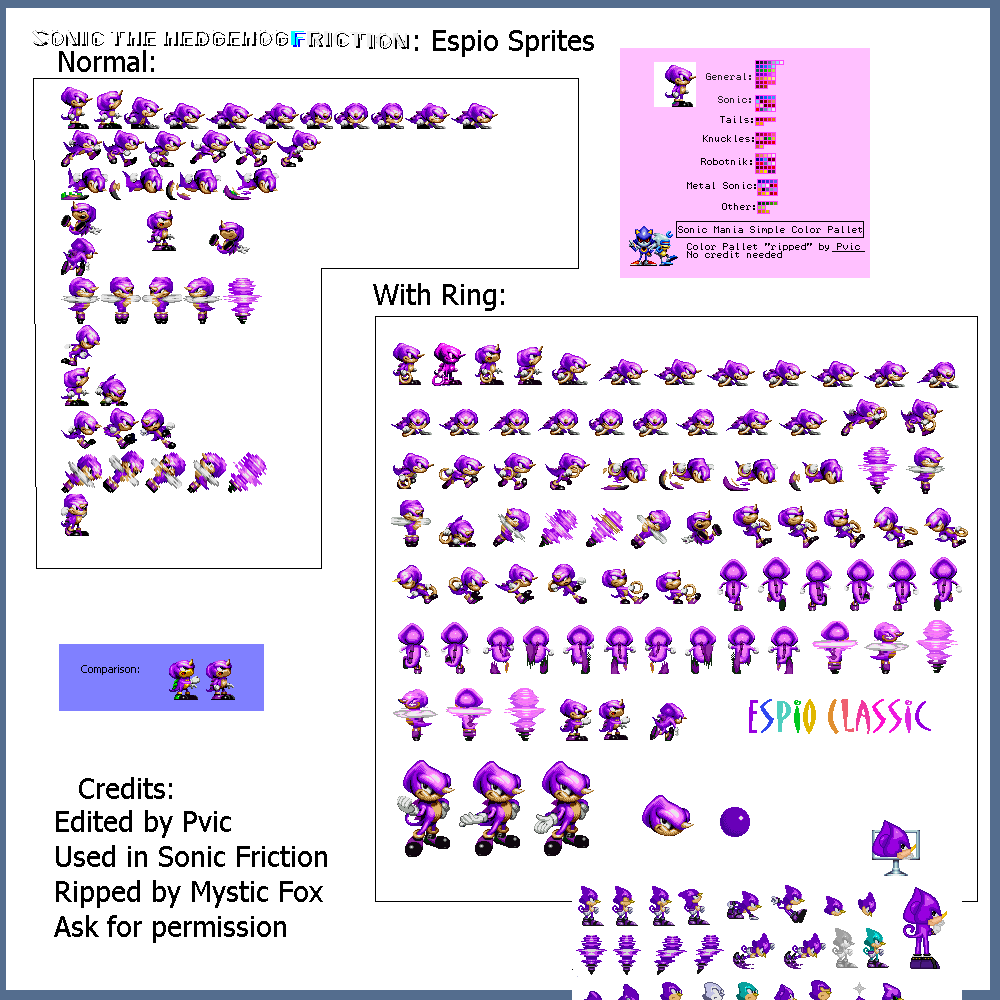 SONIC THE HEDGEHOG FRICTION: Espio Sprites
Normal:
General:
Sonic:
Tails:
Knuckles:
Robotnik:
Metal Sonic:
Other:
Sonic Mania Simple Color Pallet
Color Pallet "ripped" by Pvic
No credit needed
With Ring:
Comparison:
ESPIO CLASSIC
Credits:
Edited by Pvic
Used in Sonic Friction
Ripped by Mystic Fox
Ask for permission